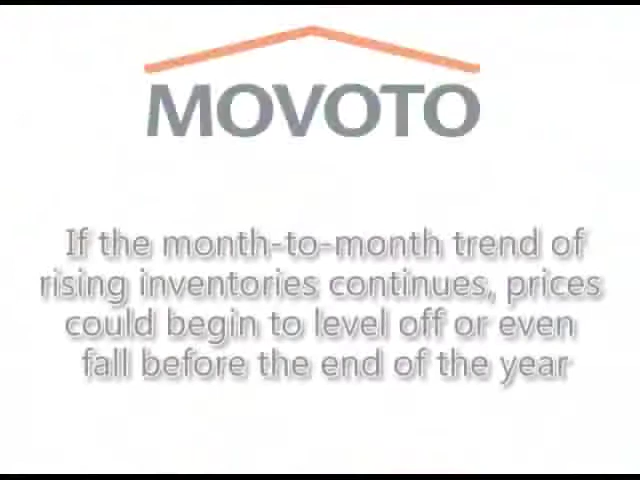 MOVOTO
If the month-to-month trend of
rising inventories continues, prices
could begin to level off or even
fall before the end of the year